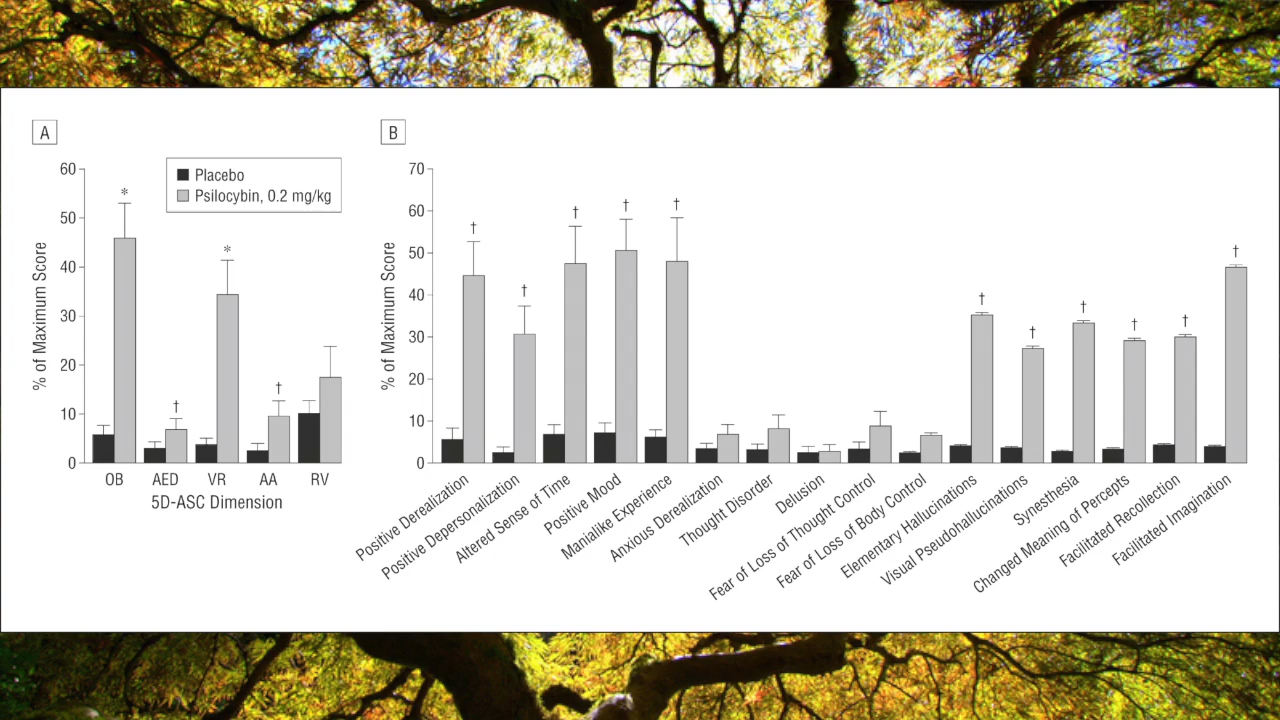 A
60
50
40
30
20
10
0
% of Maximum Score
Placebo
Psilocybin, 0.2 mg/kg
*
†
*
†
OB AED VR AA RV
5D-ASC Dimension
B
70
60
50
40
30
20
10
0
% of Maximum Score
†
†
†
†
†
†
†
†
†
†
†
Positive Derealization
Positive Depersonalization
Altered Sense of Time
Positive Mood
Manialike Experience
Anxious Derealization
Thought Disorder
Delusion
Fear of Loss of Thought Control
Fear of Loss of Body Control
Elementary Hallucinations
Visual Pseudohallucinations
Synesthesia
Changed Meaning of Percepts
Facilitated Recollection
Facilitated Imagination